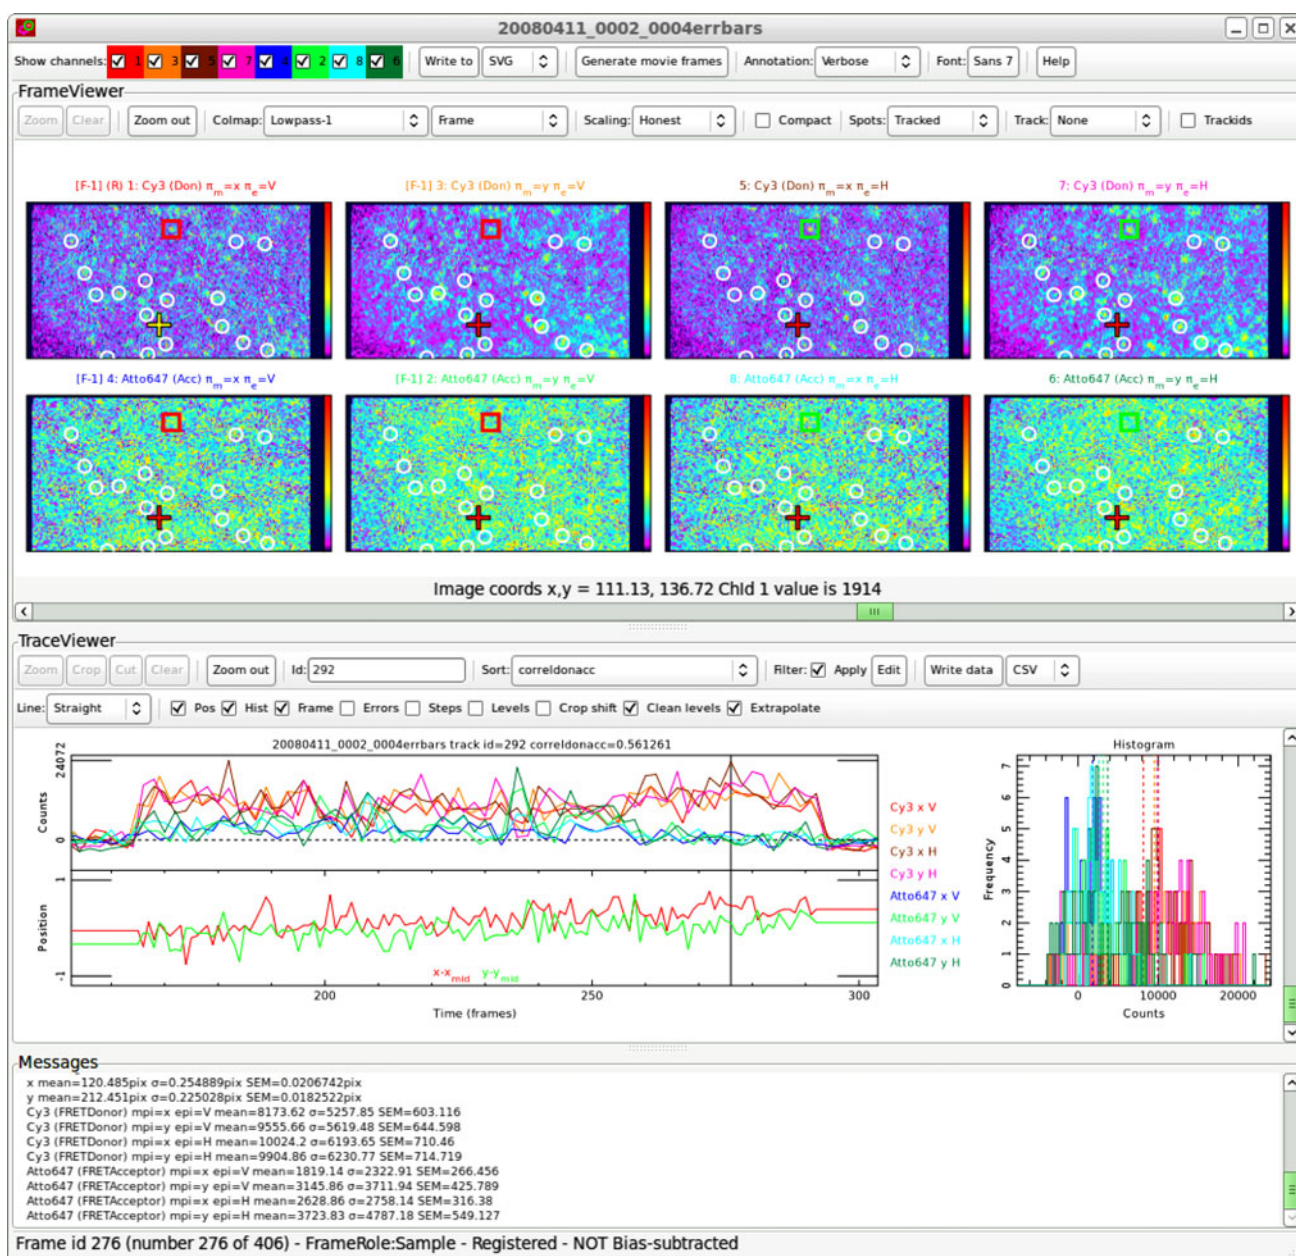 20080411_0002_0004errbars
Show channels: 1 3 5 7 4 2 8 6 Write to SVG Generate movie frames Annotation: Verbose Font: Sans 7 Help
FrameViewer
Zoom Clear Zoom out Colmap: Lowpass-1 Frame Scaling: Honest Compact Spots: Tracked Track: None Trackids
[F-1] (R) 1: Cy3 (Don) π_m=x π_e=V [F-1] 3: Cy3 (Don) π_m=y π_e=V 5: Cy3 (Don) π_m=x π_e=H 7: Cy3 (Don) π_m=y π_e=H
[F-1] 4: Atto647 (Acc) π_m=x π_e=V [F-1] 2: Atto647 (Acc) π_m=y π_e=V 8: Atto647 (Acc) π_m=x π_e=H 6: Atto647 (Acc) π_m=y π_e=H
Image coords x,y = 111.13, 136.72 ChId 1 value is 1914
TraceViewer
Zoom Crop Cut Clear Zoom out Id: 292 Sort: correldonacc Filter: Apply Edit Write data CSV
Line: Straight Pos Hist Frame Errors Steps Levels Crop shift Clean levels Extrapolate
20080411_0002_0004errbars track id=292 correldonacc=0.561261
24072
0
Counts
1
-1
Position
x-x_mid y-y_mid
200 250 300
Time (frames)
Cy3 x V
Cy3 y V
Cy3 x H
Cy3 y H
Atto647 x V
Atto647 y V
Atto647 x H
Atto647 y H
Histogram
7
6
5
4
3
2
1
0
Frequency
0 10000 20000
Counts
Messages
x mean=120.485pix σ=0.254889pix SEM=0.0206742pix
y mean=212.451pix σ=0.225028pix SEM=0.0182522pix
Cy3 (FRETDonor) mpi=x epi=V mean=8173.62 σ=5257.85 SEM=603.116
Cy3 (FRETDonor) mpi=y epi=V mean=9555.66 σ=5619.48 SEM=644.598
Cy3 (FRETDonor) mpi=x epi=H mean=10024.2 σ=6193.65 SEM=710.46
Cy3 (FRETDonor) mpi=y epi=H mean=9904.86 σ=6230.77 SEM=714.719
Atto647 (FRETAcceptor) mpi=x epi=V mean=1819.14 σ=2322.91 SEM=266.456
Atto647 (FRETAcceptor) mpi=y epi=V mean=3145.86 σ=3711.94 SEM=425.789
Atto647 (FRETAcceptor) mpi=x epi=H mean=2628.86 σ=2758.14 SEM=316.38
Atto647 (FRETAcceptor) mpi=y epi=H mean=3723.83 σ=4787.18 SEM=549.127
Frame id 276 (number 276 of 406) - FrameRole:Sample - Registered - NOT Bias-subtracted